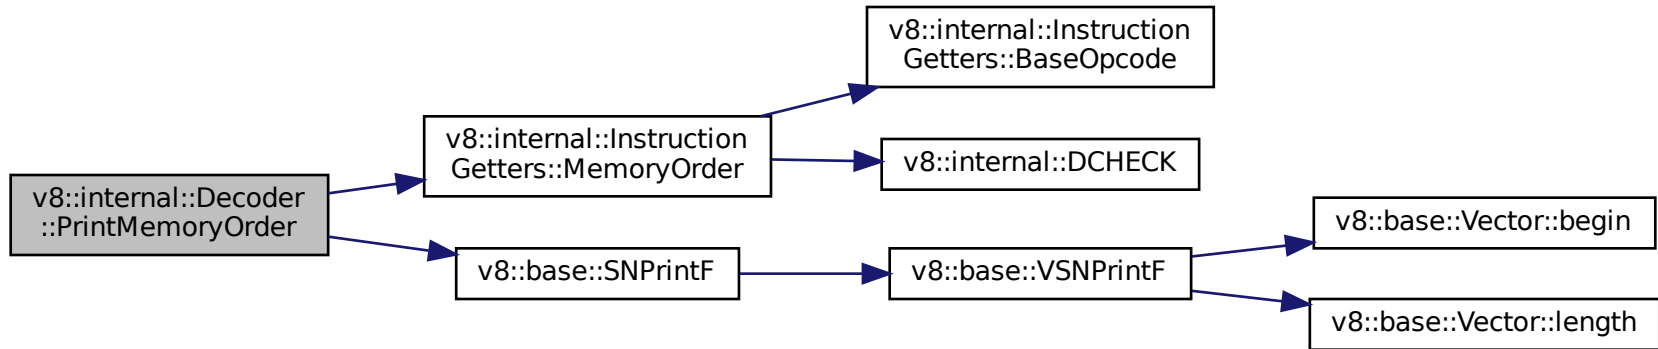 v8::internal::Decoder
::PrintMemoryOrder
v8::internal::Instruction
Getters::MemoryOrder
v8::internal::Instruction
Getters::BaseOpcode
v8::internal::DCHECK
v8::base::SNPrintF
v8::base::VSNPrintF
v8::base::Vector::begin
v8::base::Vector::length